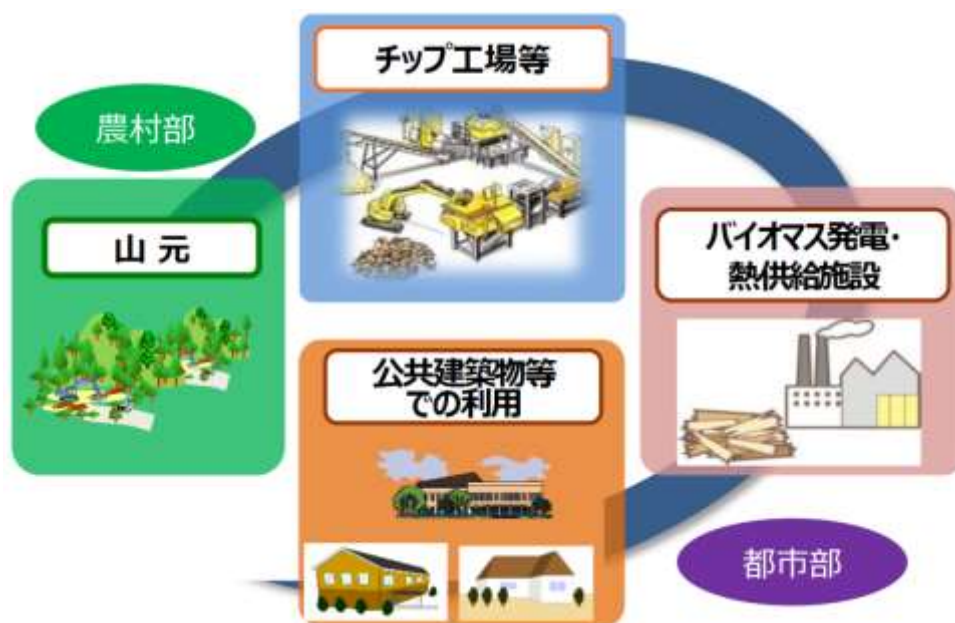 チップ工場等
農村部
山元
バイオマス発電・
熱供給施設
公共建築物等
での利用
都市部